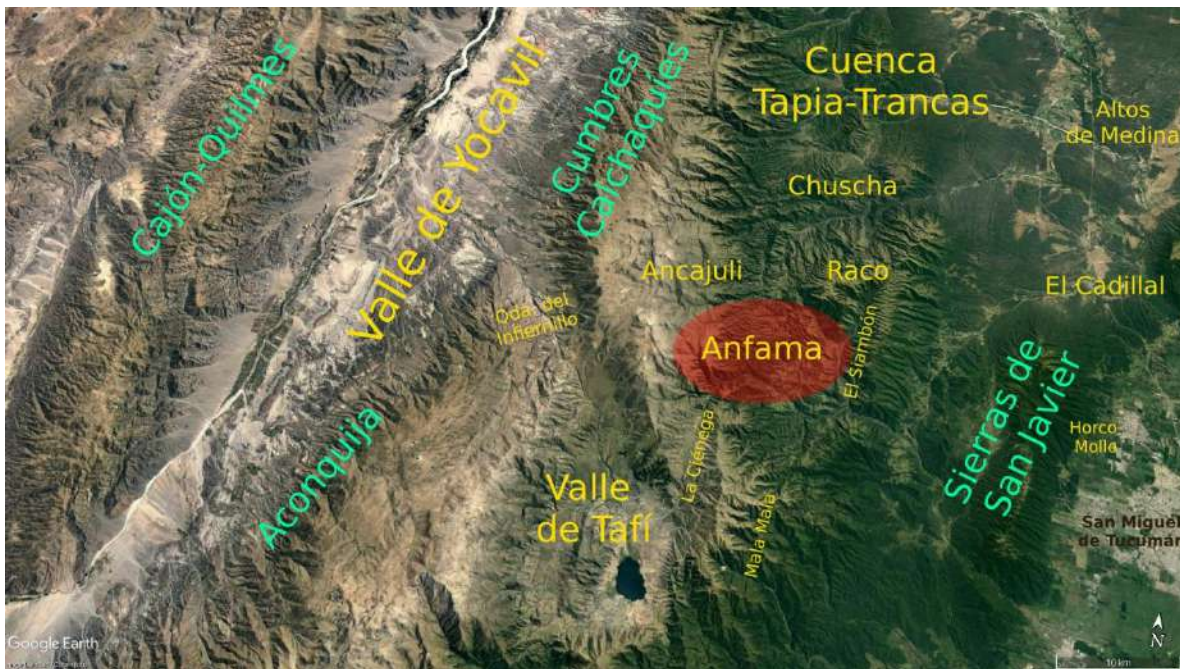 Cajón-Quilmes
Valle de Yocavil
Cumbres
Calchaquíes
Cuenca
Tapia-Trancas
Altos
de Medina
Chuscha
Ancajuli
Raco
El Cadillal
Qda. del
Infiernillo
Anfama
El Siambón
Aconquija
La Ciénega
Sierras de
San Javier
Horco
Molle
Valle
de Tafí
Mala Mala
San Miguel
de Tucumán
Google Earth
N
10 km